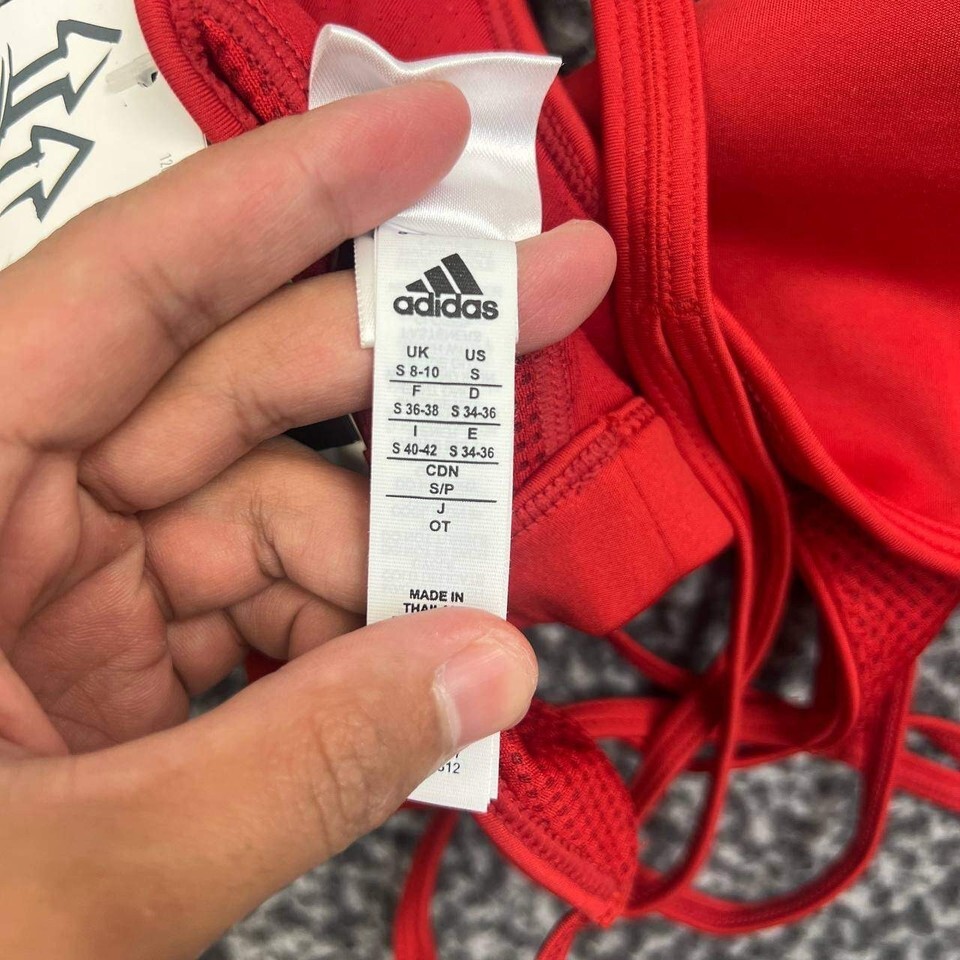 adidas
UK US
S 8-10 S
F D
S 36-38 S 34-36
I E
S 40-42 S 34-36
CDN
S/P
J
OT
MADE IN